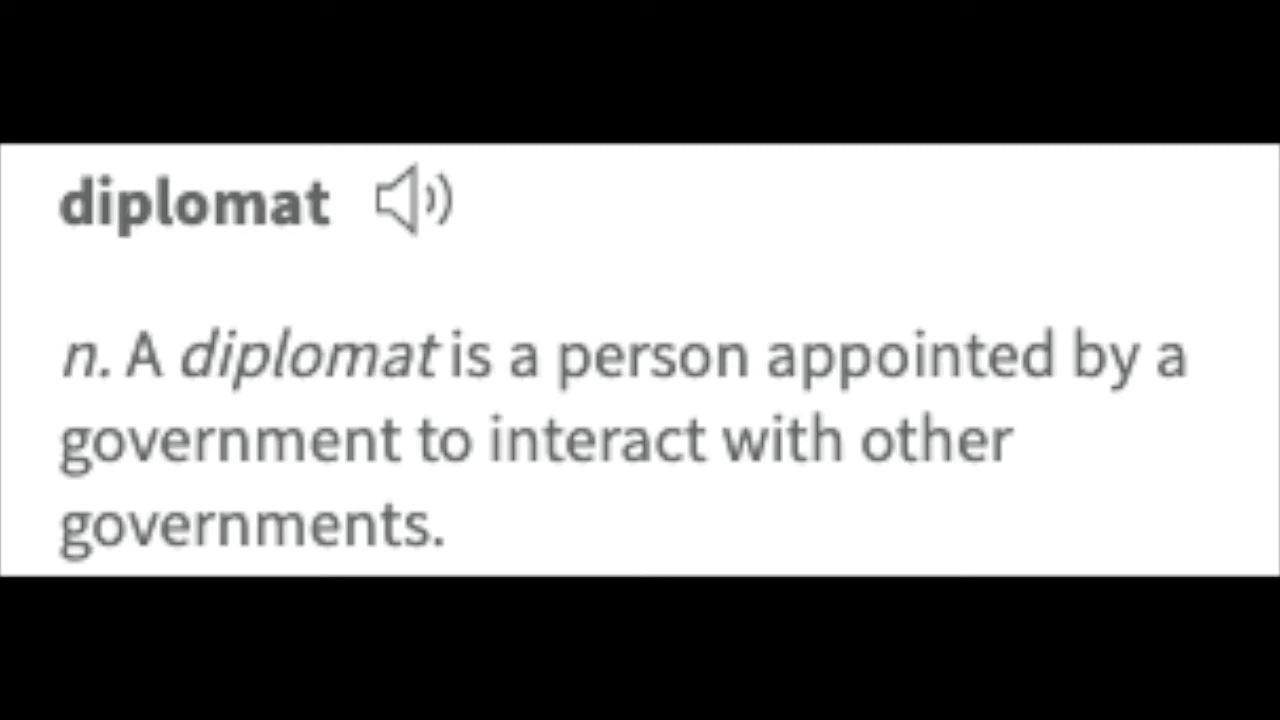 diplomat
n. A diplomat is a person appointed by a
government to interact with other
governments.